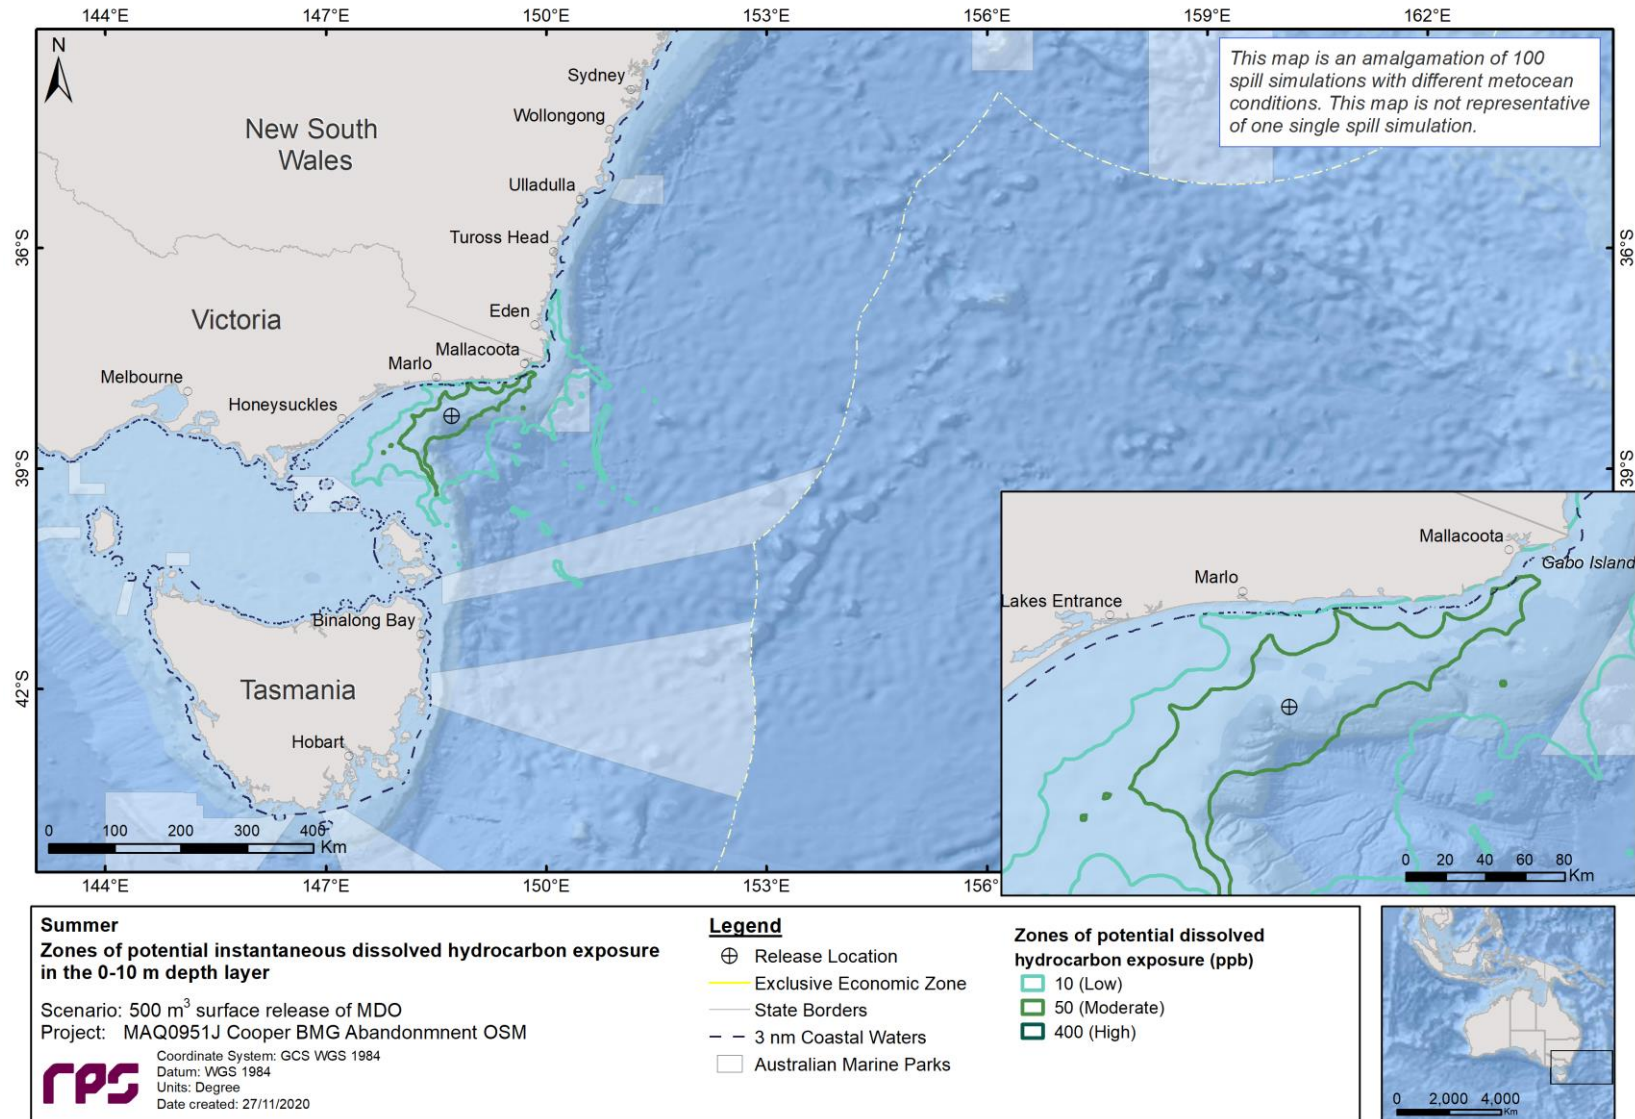 144°E
147°E
150°E
153°E
156°E
159°E
162°E
N
This map is an amalgamation of 100
spill simulations with different metocean
conditions. This map is not representative
of one single spill simulation.
Sydney
Wollongong
New South
Wales
Ulladulla
Tuross Head
36°S
36°S
Eden
Victoria
Mallacoota
Marlo
Melbourne
Honeysuckles
39°S
39°S
Mallacoota
Gabo Island
Marlo
Lakes Entrance
Binalong Bay
Tasmania
42°S
Hobart
0 100 200 300 400
Km
0 20 40 60 80
Km
144°E
147°E
150°E
153°E
156°
Summer
Zones of potential instantaneous dissolved hydrocarbon exposure
in the 0-10 m depth layer
Scenario: 500 m³ surface release of MDO
Project: MAQ0951J Cooper BMG Abandonmnent OSM
rps
Coordinate System: GCS WGS 1984
Datum: WGS 1984
Units: Degree
Date created: 27/11/2020
Legend
Release Location
Exclusive Economic Zone
State Borders
3 nm Coastal Waters
Australian Marine Parks
Zones of potential dissolved
hydrocarbon exposure (ppb)
10 (Low)
50 (Moderate)
400 (High)
0 2,000 4,000
Km